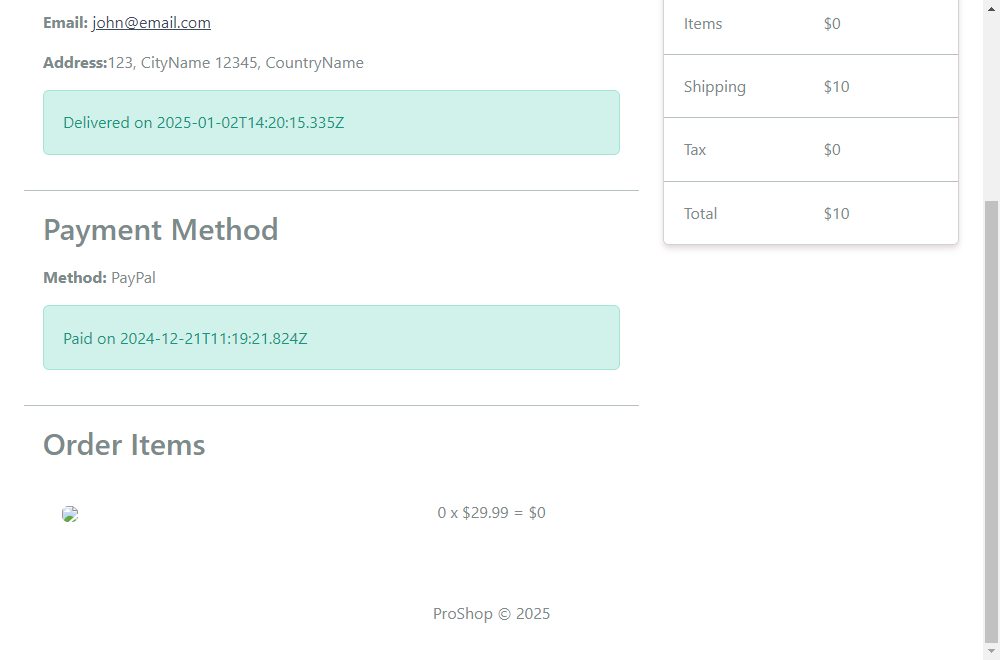 Email: john@email.com
Address:123, CityName 12345, CountryName
Delivered on 2025-01-02T14:20:15.335Z
Payment Method
Method: PayPal
Paid on 2024-12-21T11:19:21.824Z
Order Items
0 x $29.99 = $0
Items $0
Shipping $10
Tax $0
Total $10
ProShop © 2025